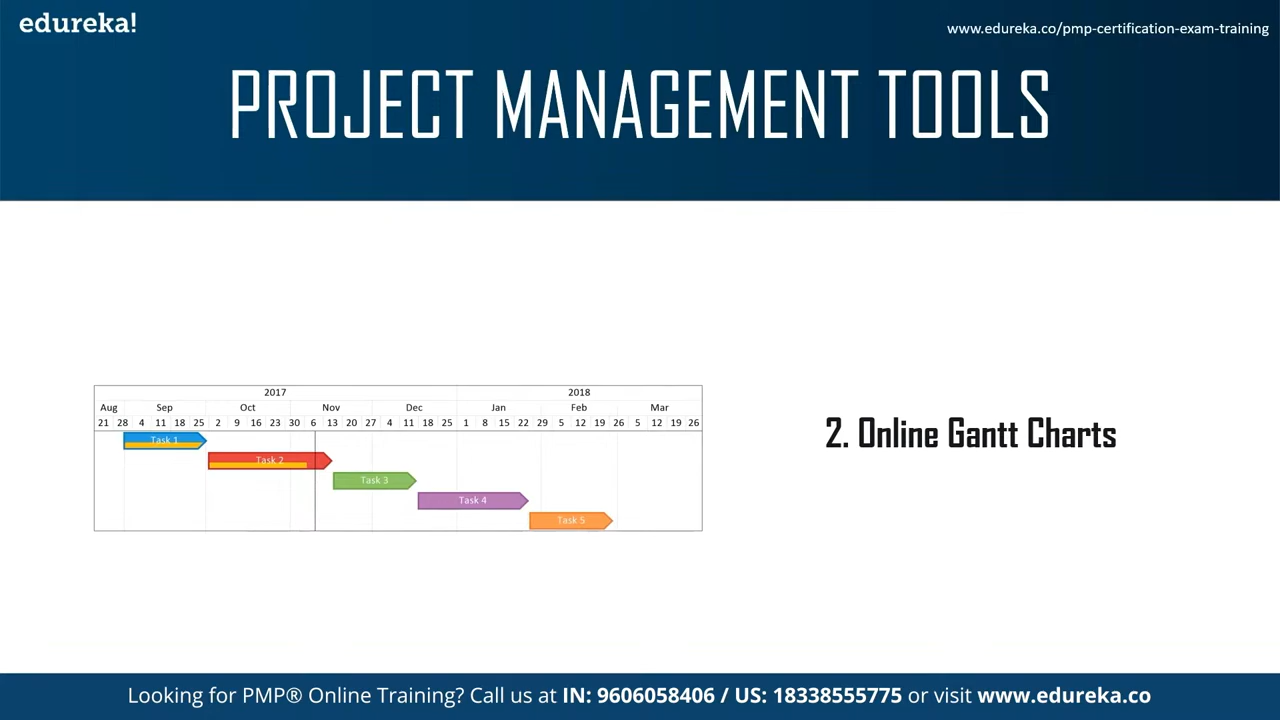 edureka!
www.edureka.co/pmp-certification-exam-training
PROJECT MANAGEMENT TOOLS
2017 2018
Aug Sep Oct Nov Dec Jan Feb Mar
21 28 4 11 18 25 2 9 16 23 30 6 13 20 27 4 11 18 25 1 8 15 22 29 5 12 19 26 5 12 19 26
Task 1
Task 2
Task 3
Task 4
Task 5
2. Online Gantt Charts
Looking for PMP® Online Training? Call us at IN: 9606058406 / US: 18338555775 or visit www.edureka.co